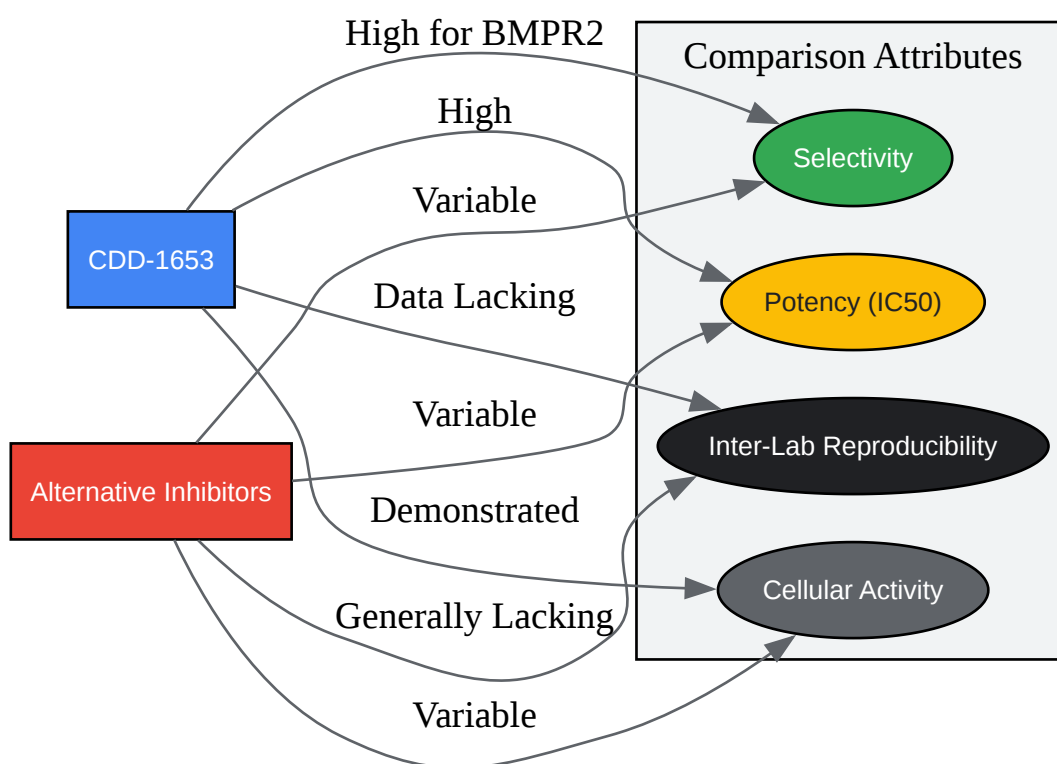 High for BMPR2
Comparison Attributes
High
Selectivity
Variable
CDD-1653
Data Lacking
Potency (IC50)
Variable
Inter-Lab Reproducibility
Alternative Inhibitors
Demonstrated
Cellular Activity
Generally Lacking
Variable